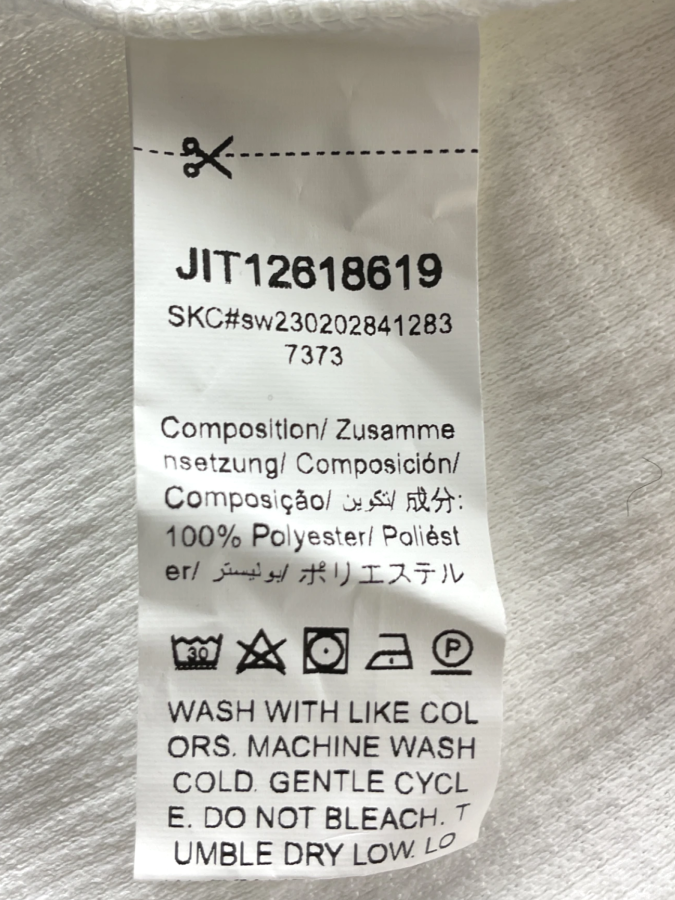 JIT12618619
SKC#sw230202841283
7373
Composition/ Zusamme
nsetzung/ Composición/
Composição/ لتكوين/ 成分:
100% Polyester/ Poliést
er/ بوليستر/ ポリエステル
30 P
WASH WITH LIKE COL
ORS. MACHINE WASH
COLD. GENTLE CYCL
E. DO NOT BLEACH. T
UMBLE DRY LOW. LO